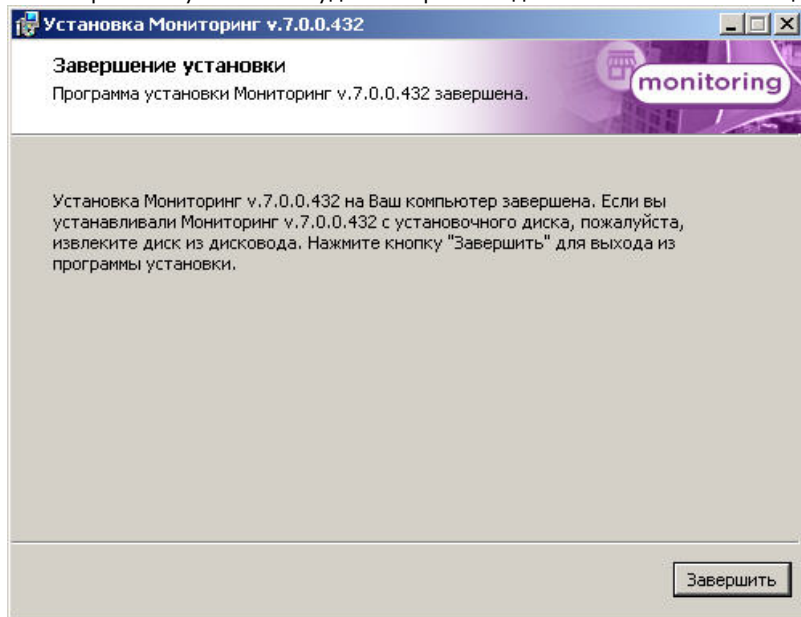 Установка Мониторинг v.7.0.0.432
Завершение установки
Программа установки Мониторинг v.7.0.0.432 завершена.
monitoring
Установка Мониторинг v.7.0.0.432 на Ваш компьютер завершена. Если вы
устанавливали Мониторинг v.7.0.0.432 с установочного диска, пожалуйста,
извлеките диск из дисковода. Нажмите кнопку "Завершить" для выхода из
программы установки.
Завершить